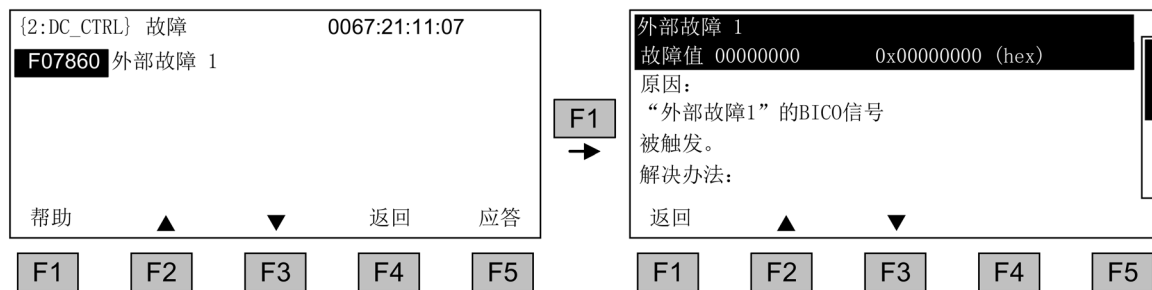 {2:DC_CTRL} 故障 0067:21:11:07
F07860 外部故障 1
帮助 ▲ ▼ 返回 应答
F1 F2 F3 F4 F5
F1
外部故障 1
故障值 00000000 0x00000000 (hex)
原因:
“外部故障1”的BICO信号
被触发。
解决办法:
返回 ▲ ▼
F1 F2 F3 F4 F5